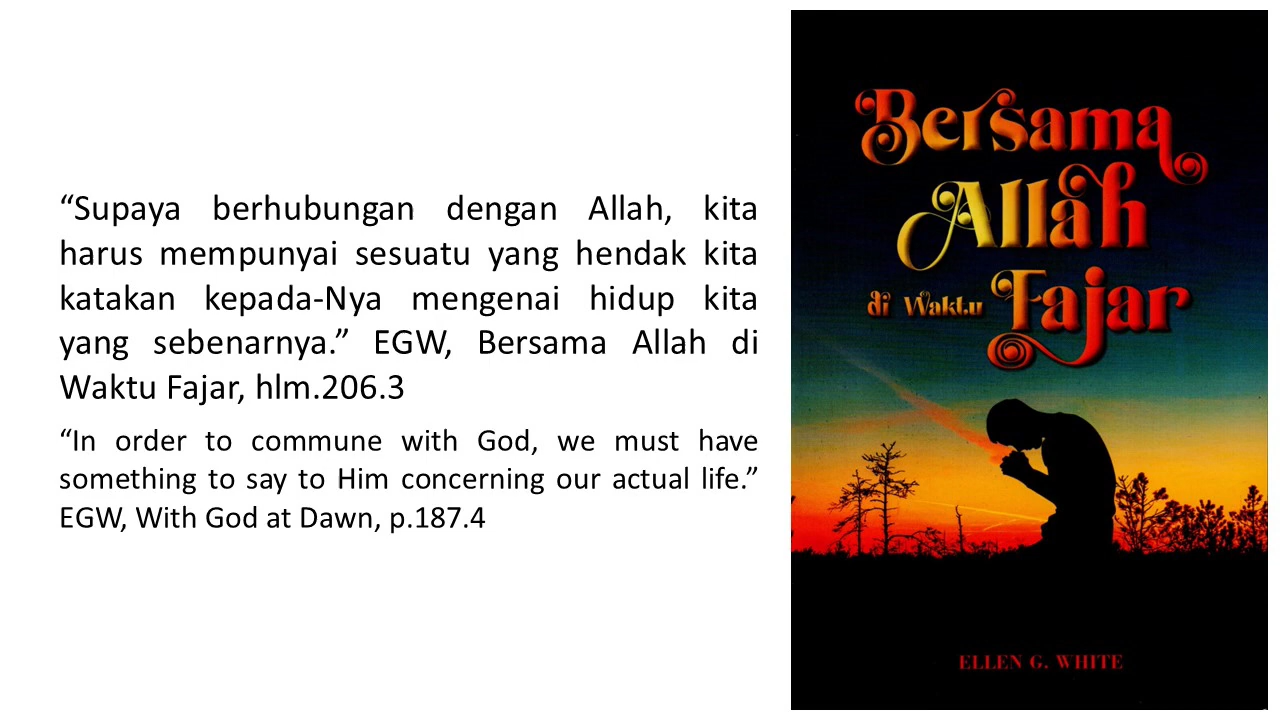 “Supaya berhubungan dengan Allah, kita
harus mempunyai sesuatu yang hendak kita
katakan kepada-Nya mengenai hidup kita
yang sebenarnya.” EGW, Bersama Allah di
Waktu Fajar, hlm.206.3
“In order to commune with God, we must have
something to say to Him concerning our actual life.”
EGW, With God at Dawn, p.187.4
Bersama
Allah
di Waktu Fajar
ELLEN G. WHITE